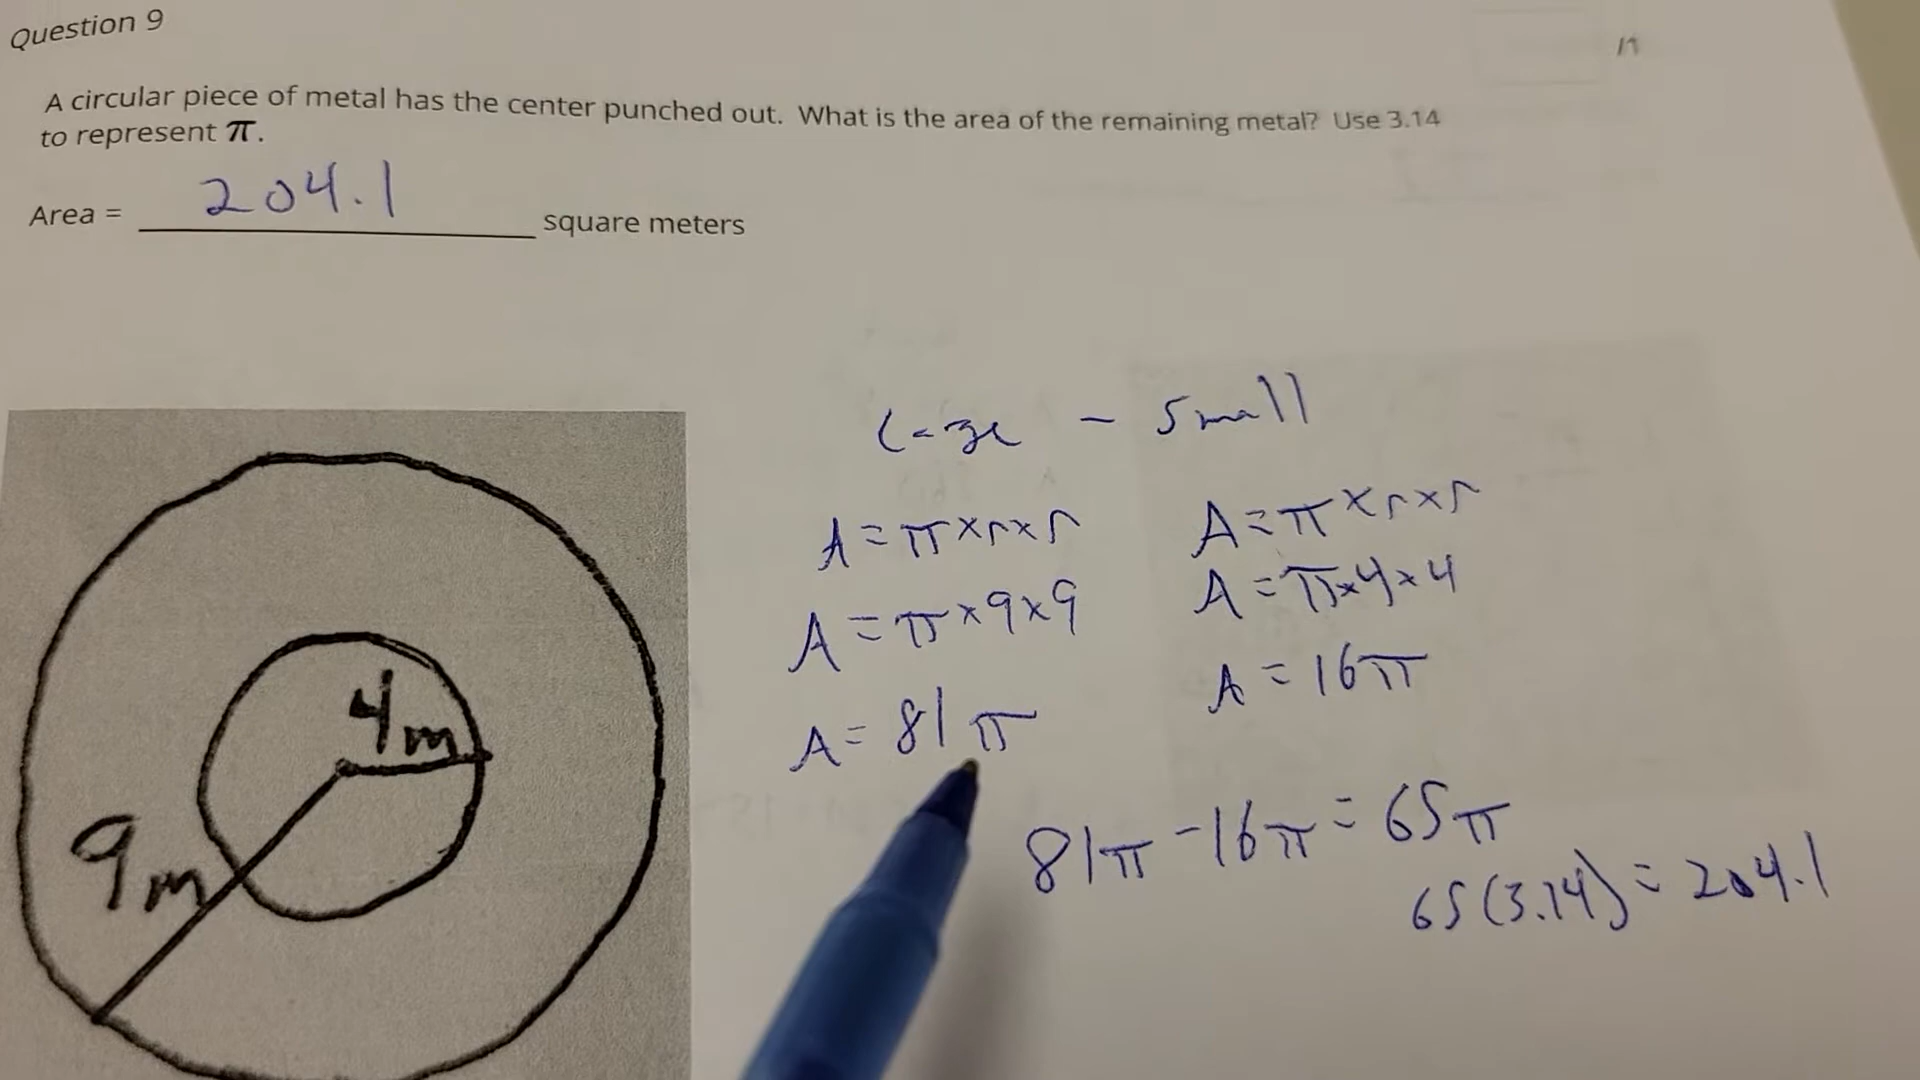 Question 9
/1
A circular piece of metal has the center punched out. What is the area of the remaining metal? Use 3.14
to represent π.
Area = 204.1 square meters
Large - Small
A = π × r × r
A = π × r × r
A = π × 9 × 9
A = π × 4 × 4
A = 81π
A = 16π
81π - 16π = 65π
65(3.14) = 204.1
4m
9m